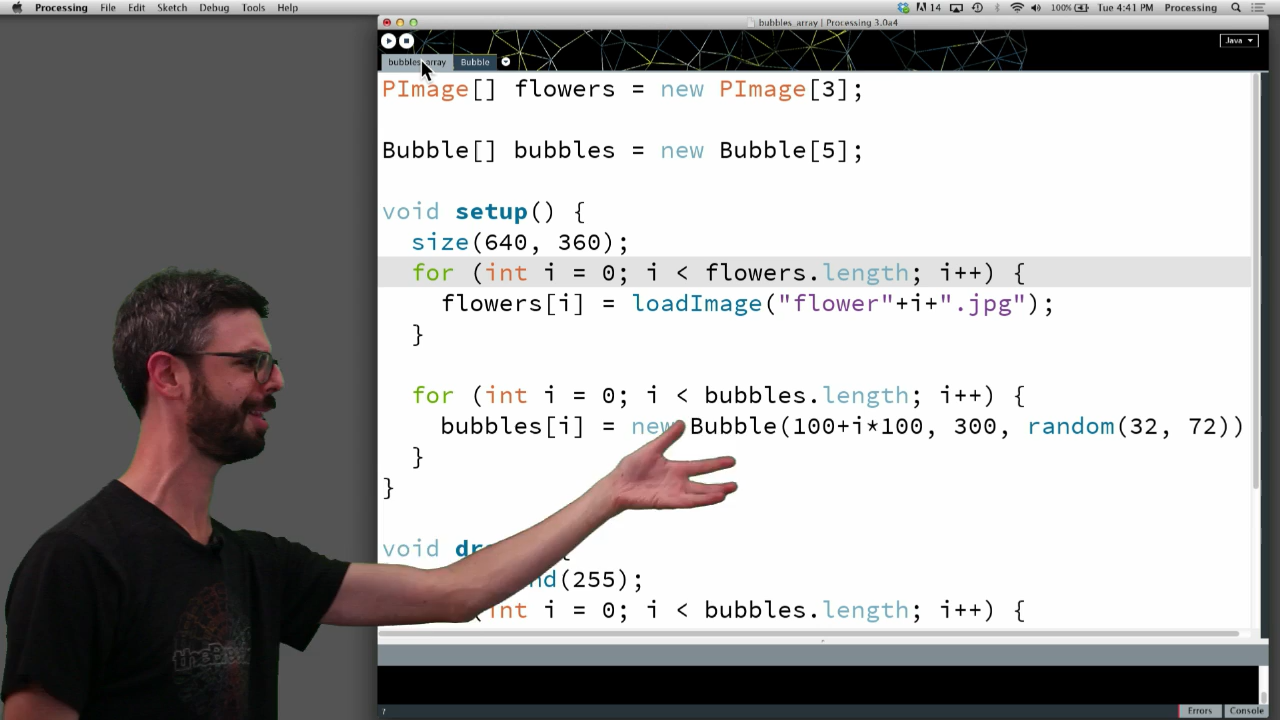 Processing File Edit Sketch Debug Tools Help 14 100% Tue 4:41 PM Processing
bubbles_array | Processing 3.0a4
Java
bubbles_array Bubble
PImage[] flowers = new PImage[3];
Bubble[] bubbles = new Bubble[5];
void setup() {
size(640, 360);
for (int i = 0; i < flowers.length; i++) {
flowers[i] = loadImage("flower"+i+".jpg");
}
for (int i = 0; i < bubbles.length; i++) {
bubbles[i] = new Bubble(100+i*100, 300, random(32, 72))
}
}
void {
(255);
(int i = 0; i < bubbles.length; i++) {
7
Errors Console